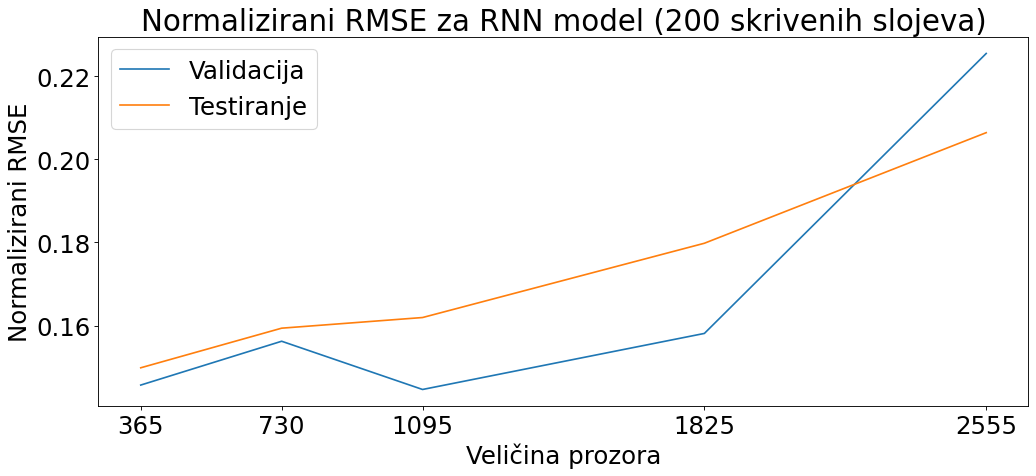 Normalizirani RMSE za RNN model (200 skrivenih slojeva)
Validacija
Testiranje
Normalizirani RMSE
0.22
0.20
0.18
0.16
365 730 1095 1825 2555
Veličina prozora